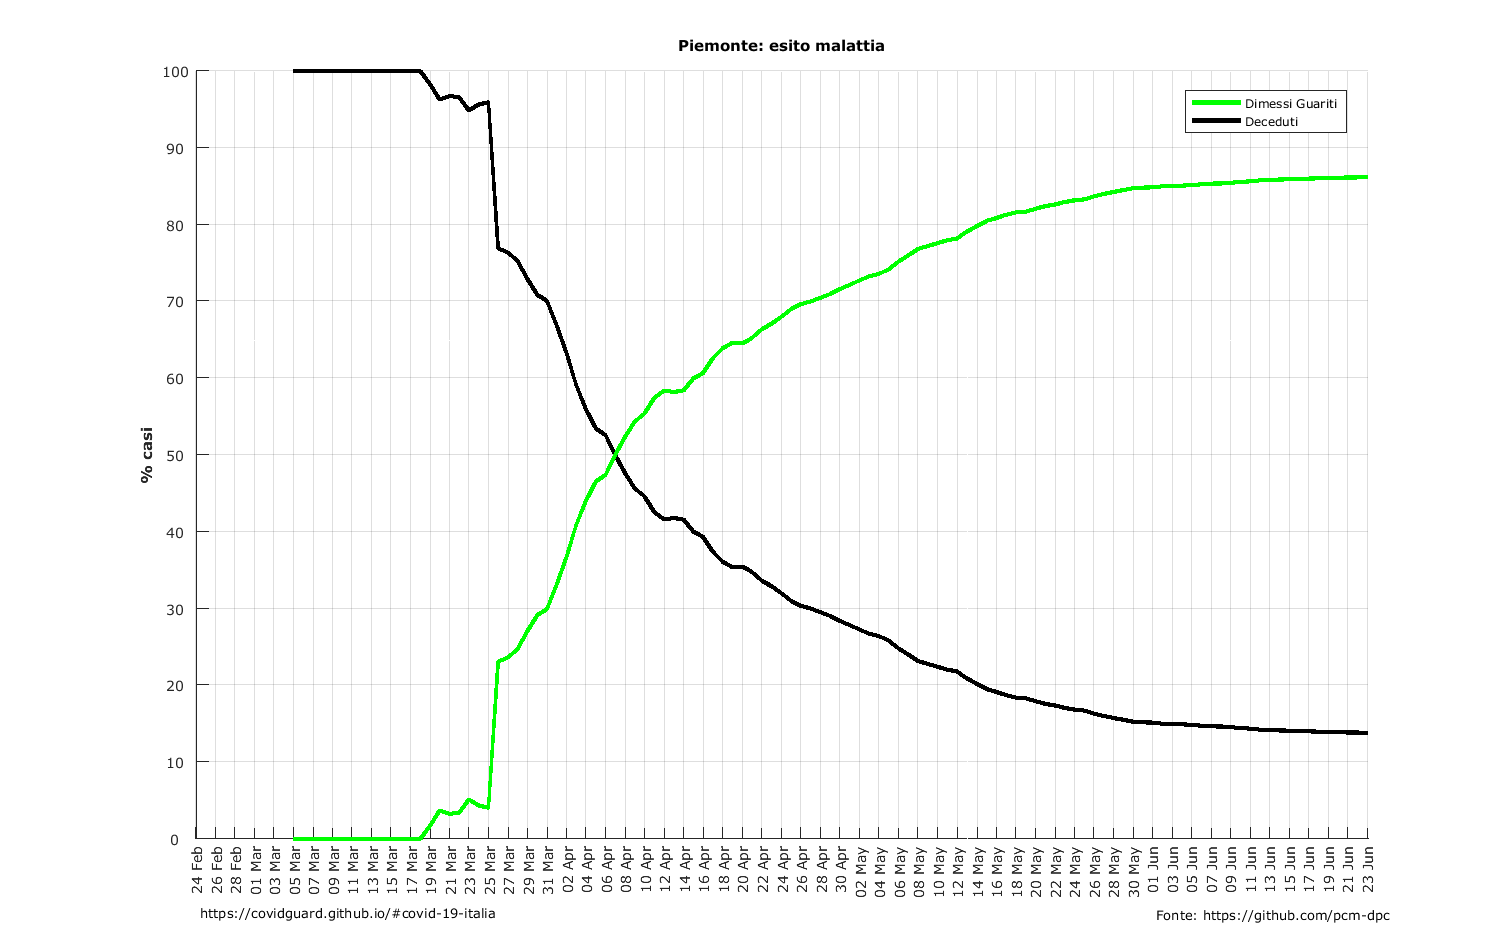 Piemonte: esito malattia
100
90
80
70
60
50
40
30
20
10
0
% casi
Dimessi Guariti
Deceduti
24 Feb
26 Feb
28 Feb
01 Mar
03 Mar
05 Mar
07 Mar
09 Mar
11 Mar
13 Mar
15 Mar
17 Mar
19 Mar
21 Mar
23 Mar
25 Mar
27 Mar
29 Mar
31 Mar
02 Apr
04 Apr
06 Apr
08 Apr
10 Apr
12 Apr
14 Apr
16 Apr
18 Apr
20 Apr
22 Apr
24 Apr
26 Apr
28 Apr
30 Apr
02 May
04 May
06 May
08 May
10 May
12 May
14 May
16 May
18 May
20 May
22 May
24 May
26 May
28 May
30 May
01 Jun
03 Jun
05 Jun
07 Jun
09 Jun
11 Jun
13 Jun
15 Jun
17 Jun
19 Jun
21 Jun
23 Jun
https://covidguard.github.io/#covid-19-italia
Fonte: https://github.com/pcm-dpc